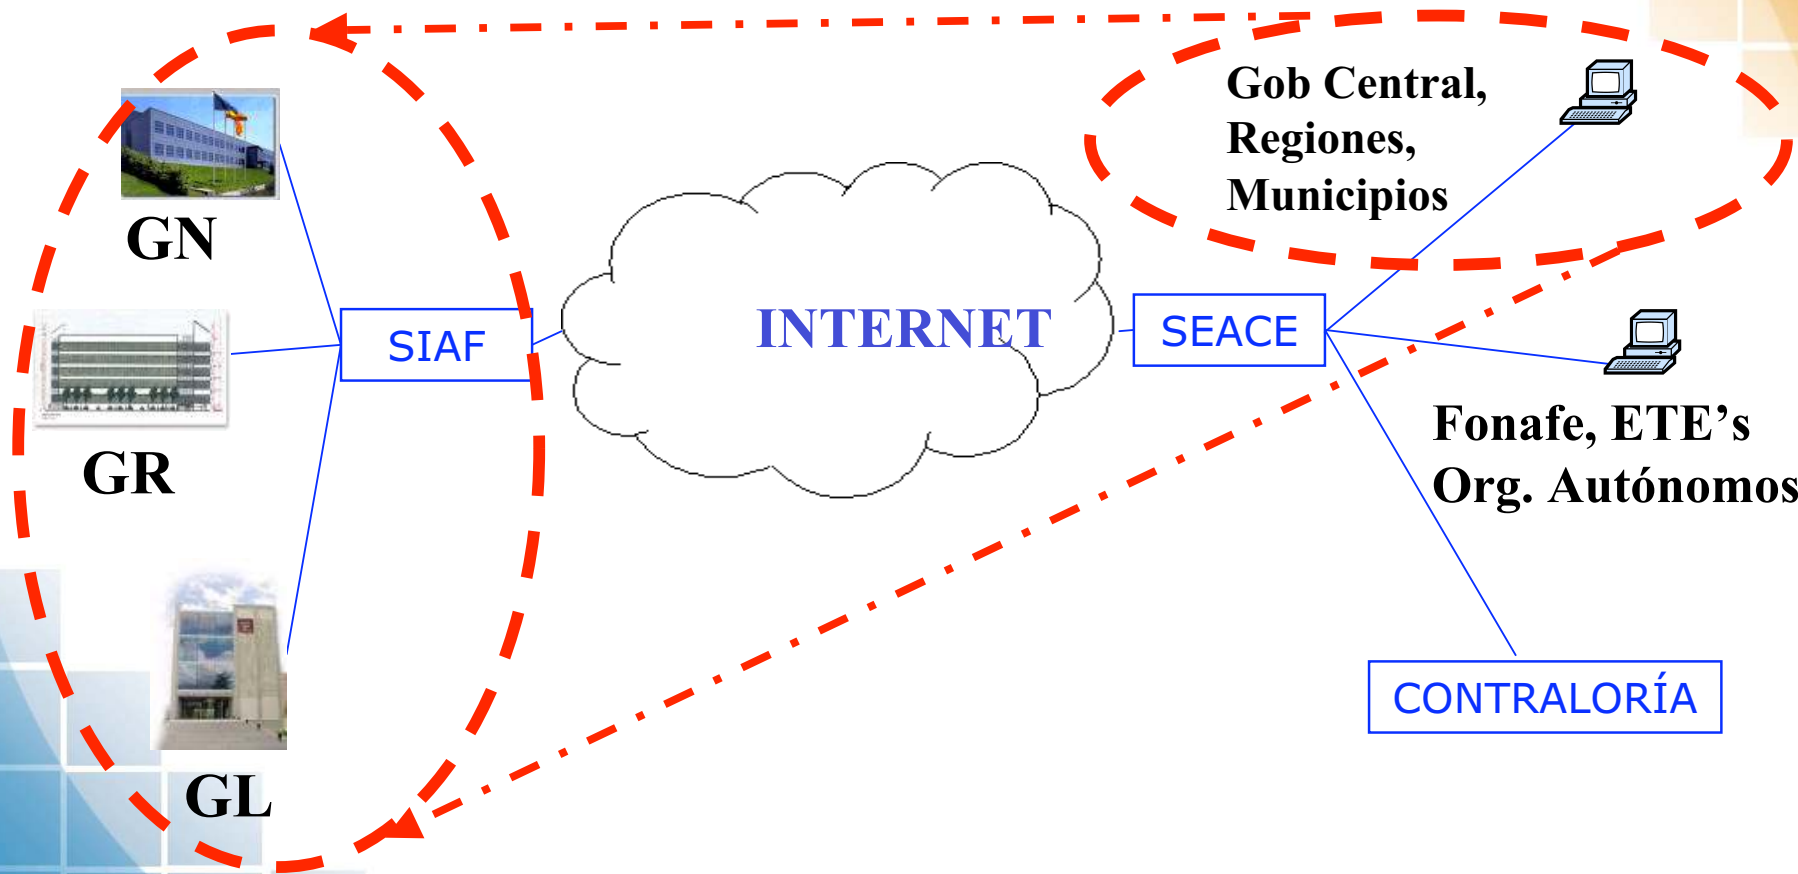 GN
GR
GL
SIAF
INTERNET
SEACE
Gob Central,
Regiones,
Municipios
Fonafe, ETE’s
Org. Autónomos
CONTRALORÍA